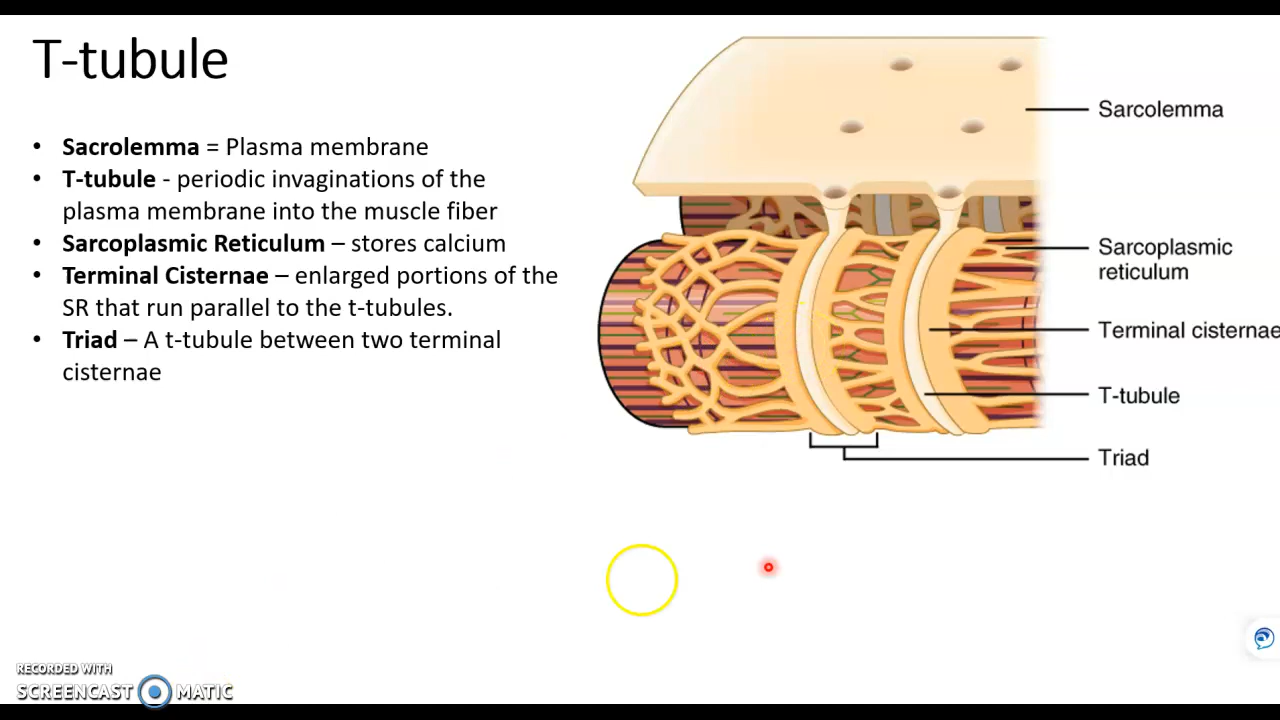 T-tubule
• Sacrolemma = Plasma membrane
• T-tubule - periodic invaginations of the
plasma membrane into the muscle fiber
• Sarcoplasmic Reticulum – stores calcium
• Terminal Cisternae – enlarged portions of the
SR that run parallel to the t-tubules.
• Triad – A t-tubule between two terminal
cisternae
Sarcolemma
Sarcoplasmic
reticulum
Terminal cisternae
T-tubule
Triad
RECORDED WITH
SCREENCAST MATIC